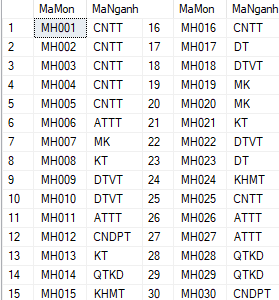 MaMon MaNganh MaMon MaNganh
1 MH001 CNTT 16 MH016 CNTT
2 MH002 CNTT 17 MH017 DT
3 MH003 CNTT 18 MH018 DTVT
4 MH004 CNTT 19 MH019 MK
5 MH005 CNTT 20 MH020 MK
6 MH006 ATTT 21 MH021 KT
7 MH007 MK 22 MH022 DTVT
8 MH008 KT 23 MH023 DT
9 MH009 DTVT 24 MH024 KHMT
10 MH010 DTVT 25 MH025 CNTT
11 MH011 ATTT 26 MH026 ATTT
12 MH012 CNDPT 27 MH027 ATTT
13 MH013 KT 28 MH028 QTKD
14 MH014 QTKD 29 MH029 QTKD
15 MH015 KHMT 30 MH030 CNDPT